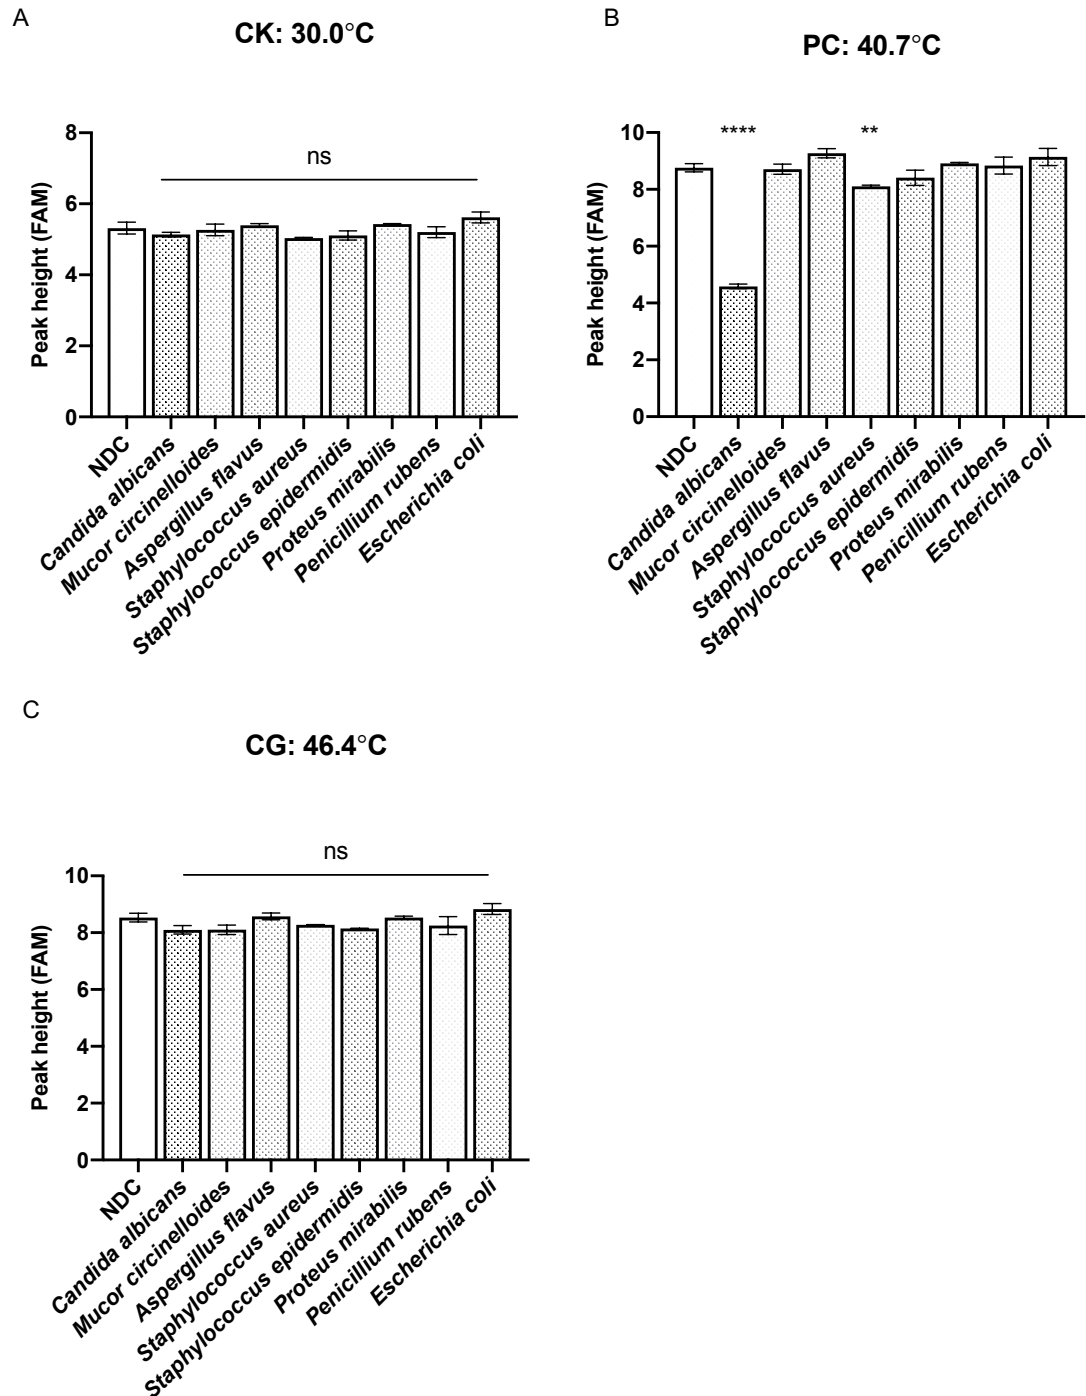 A
CK: 30.0°C
Peak height (FAM)
8
6
4
2
0
ns
NDC
Candida albicans
Mucor circinelloides
Aspergillus flavus
Staphylococcus aureus
Staphylococcus epidermidis
Proteus mirabilis
Penicillium rubens
Escherichia coli
B
PC: 40.7°C
Peak height (FAM)
10
8
6
4
2
0
****
**
NDC
Candida albicans
Mucor circinelloides
Aspergillus flavus
Staphylococcus aureus
Staphylococcus epidermidis
Proteus mirabilis
Penicillium rubens
Escherichia coli
C
CG: 46.4°C
Peak height (FAM)
10
8
6
4
2
0
ns
NDC
Candida albicans
Mucor circinelloides
Aspergillus flavus
Staphylococcus aureus
Staphylococcus epidermidis
Proteus mirabilis
Penicillium rubens
Escherichia coli